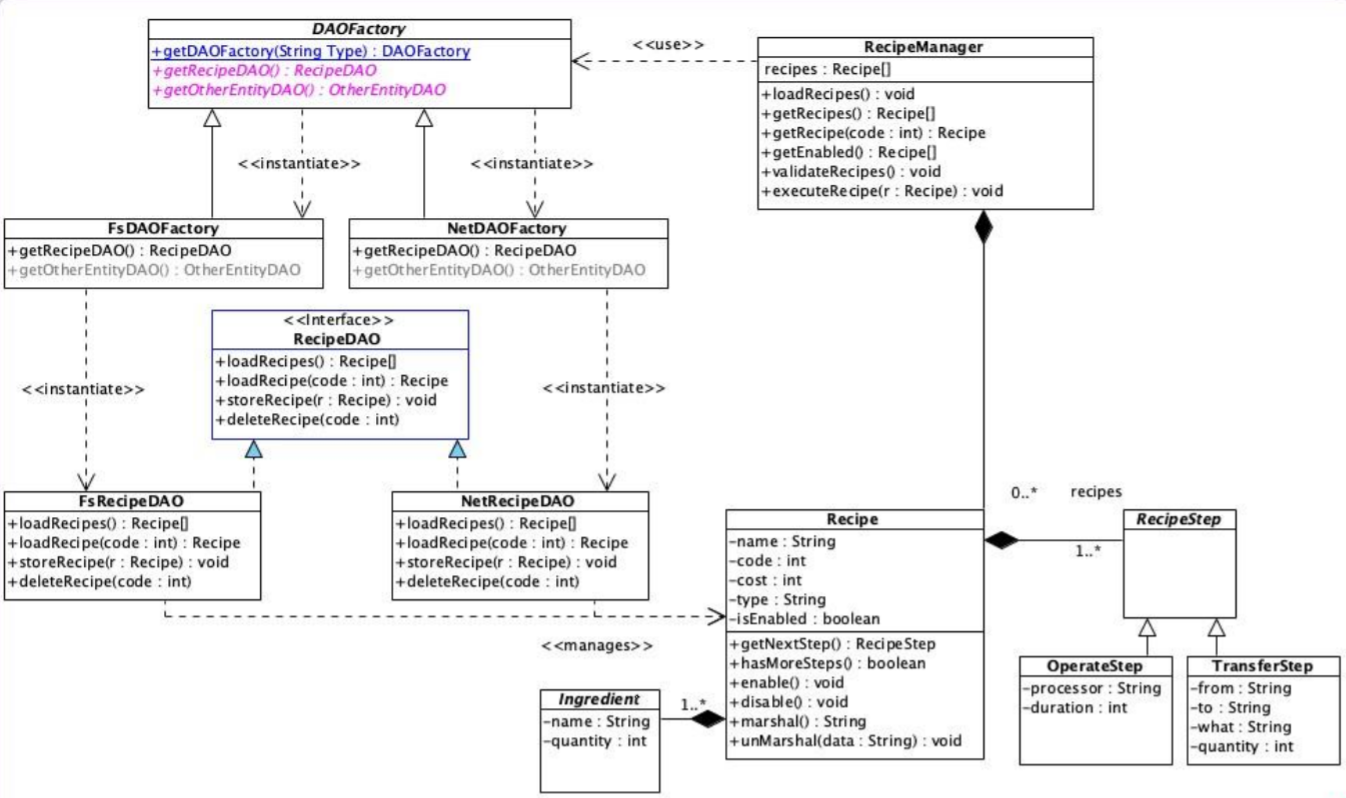 DAOFactory
+getDAOFactory(String Type) : DAOFactory
+getRecipeDAO() : RecipeDAO
+getOtherEntityDAO() : OtherEntityDAO
<<use>>
RecipeManager
recipes : Recipe[]
+loadRecipes() : void
+getRecipes() : Recipe[]
+getRecipe(code : int) : Recipe
+getEnabled() : Recipe[]
+validateRecipes() : void
+executeRecipe(r : Recipe) : void
<<instantiate>>
<<instantiate>>
FsDAOFactory
+getRecipeDAO() : RecipeDAO
+getOtherEntityDAO() : OtherEntityDAO
NetDAOFactory
+getRecipeDAO() : RecipeDAO
+getOtherEntityDAO() : OtherEntityDAO
<<Interface>>
RecipeDAO
+loadRecipes() : Recipe[]
+loadRecipe(code : int) : Recipe
+storeRecipe(r : Recipe) : void
+deleteRecipe(code : int)
<<instantiate>>
<<instantiate>>
FsRecipeDAO
+loadRecipes() : Recipe[]
+loadRecipe(code : int) : Recipe
+storeRecipe(r : Recipe) : void
+deleteRecipe(code : int)
NetRecipeDAO
+loadRecipes() : Recipe[]
+loadRecipe(code : int) : Recipe
+storeRecipe(r : Recipe) : void
+deleteRecipe(code : int)
<<manages>>
0..* recipes
Recipe
-name : String
-code : int
-cost : int
-type : String
-isEnabled : boolean
+getNextStep() : RecipeStep
+hasMoreSteps() : boolean
+enable() : void
+disable() : void
+marshal() : String
+unMarshal(data : String) : void
1..*
RecipeStep
OperateStep
-processor : String
-duration : int
TransferStep
-from : String
-to : String
-what : String
-quantity : int
Ingredient
-name : String
-quantity : int
1..*